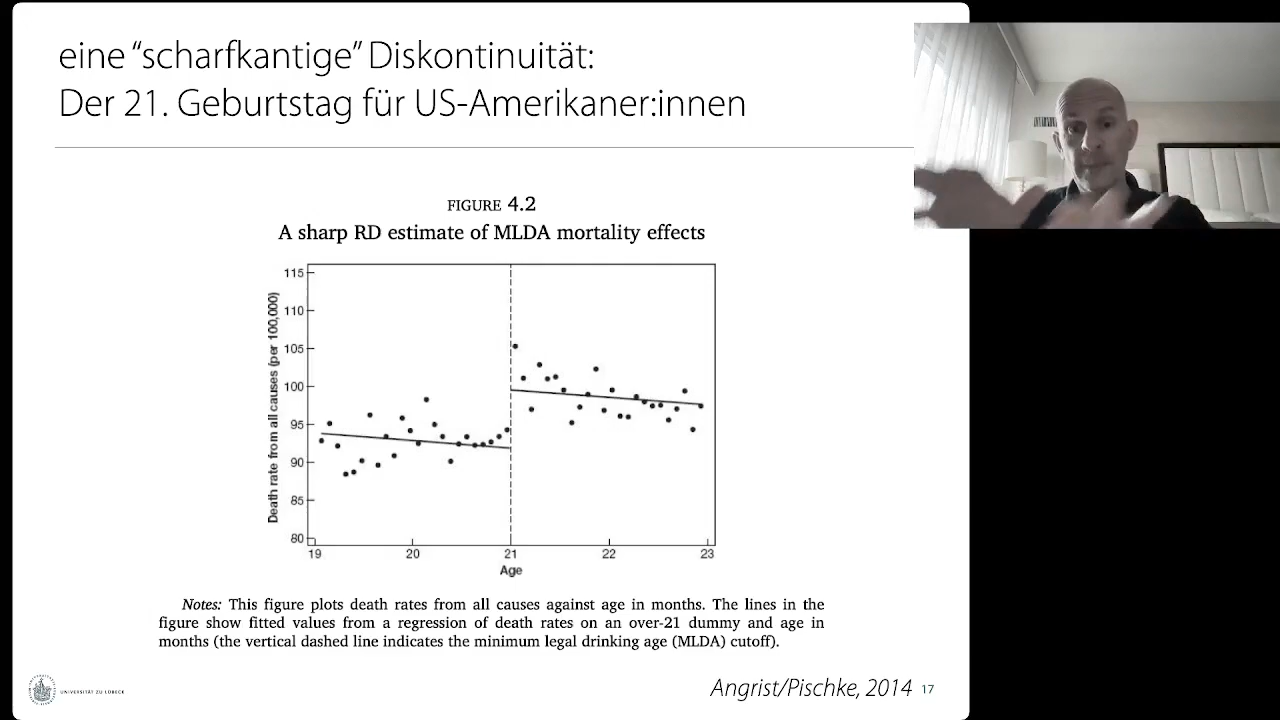 eine “scharfkantige” Diskontinuität:
Der 21. Geburtstag für US-Amerikaner:innen
FIGURE 4.2
A sharp RD estimate of MLDA mortality effects
Death rate from all causes (per 100,000)
115
110
105
100
95
90
85
80
19 20 21 22 23
Age
Notes: This figure plots death rates from all causes against age in months. The lines in the
figure show fitted values from a regression of death rates on an over-21 dummy and age in
months (the vertical dashed line indicates the minimum legal drinking age (MLDA) cutoff).
UNIVERSITÄT ZU LÜBECK
Angrist/Pischke, 2014 17